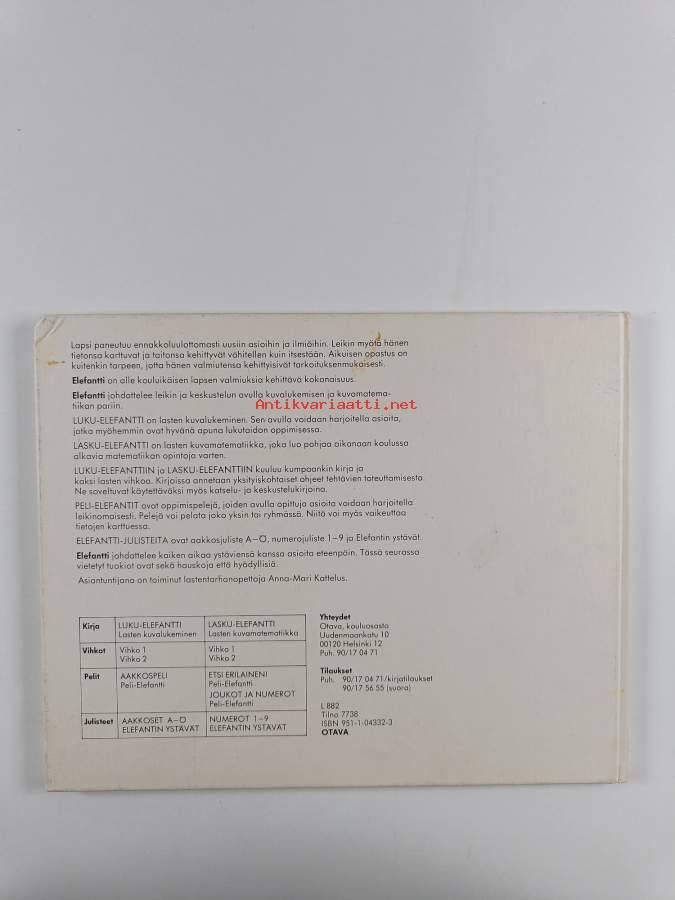 Lapsi paneutuu ennakkoluulottomasti uusiin asioihin ja ilmiöihin. Leikin myötä hänen
tietonsa karttuvat ja taitonsa kehittyvät vähitellen kuin itsestään. Aikuisen opastus on
kuitenkin tarpeen, jotta hänen valmiutensa kehittyisivät tarkoituksenmukaisesti.
Elefantti on alle kouluikäisen lapsen valmiuksia kehittävä kokonaisuus.
Elefantti johdattelee leikin ja keskustelun avulla kuvalukemisen ja kuvamatema-
tiikan pariin.
Antikvariaatti.net
LUKU-ELEFANTTI on lasten kuvalukeminen. Sen avulla voidaan harjoitella asioita,
jotka myöhemmin ovat hyvänä apuna lukutaidon oppimisessa.
LASKU-ELEFANTTI on lasten kuvamatematiikka, joka luo pohjaa aikanaan koulussa
alkavia matematiikan opintoja varten.
LUKU-ELEFANTTIIN ja LASKU-ELEFANTTIIN kuuluu kumpaankin kirja ja
kaksi lasten vihkoa. Kirjoissa annetaan yksityiskohtaiset ohjeet tehtävien toteuttamisesta.
Ne soveltuvat käytettäväksi myös katselu- ja keskustelukirjoina.
PELI-ELEFANTIT ovat oppimispelejä, joiden avulla opittuja asioita voidaan harjoitella
leikinomaisesti. Pelejä voi pelata joko yksin tai ryhmässä. Niitä voi myös vaikeuttaa
tietojen karttuessa.
ELEFANTTI-JULISTEITA ovat aakkosjuliste A–Ö, numerojuliste 1–9 ja Elefantin ystävät.
Elefantti johdattelee kaiken aikaa ystäviensä kanssa asioita eteenpäin. Tässä seurassa
vietetyt tuokiot ovat sekä hauskoja että hyödyllisiä.
Asiantuntijana on toiminut lastentarhanopettaja Anna-Mari Kattelus.
Kirja LUKU-ELEFANTTI LASKU-ELEFANTTI
Lasten kuvalukeminen Lasten kuvamatematiikka
Vihkot Vihko 1 Vihko 1
Vihko 2 Vihko 2
Pelit AAKKOSPELI ETSI ERILAINENI
Peli-Elefantti Peli-Elefantti
JOUKOT JA NUMEROT
Peli-Elefantti
Julisteet AAKKOSET A–Ö NUMEROT 1–9
ELEFANTIN YSTÄVÄT ELEFANTIN YSTÄVÄT
Yhteydet
Otava, kouluosasto
Uudenmaankatu 10
00120 Helsinki 12
Puh. 90/17 04 71
Tilaukset
Puh. 90/17 04 71/kirjatilaukset
90/17 56 55 (suora)
L 882
Tilno 7738
ISBN 951-1-04332-3
OTAVA